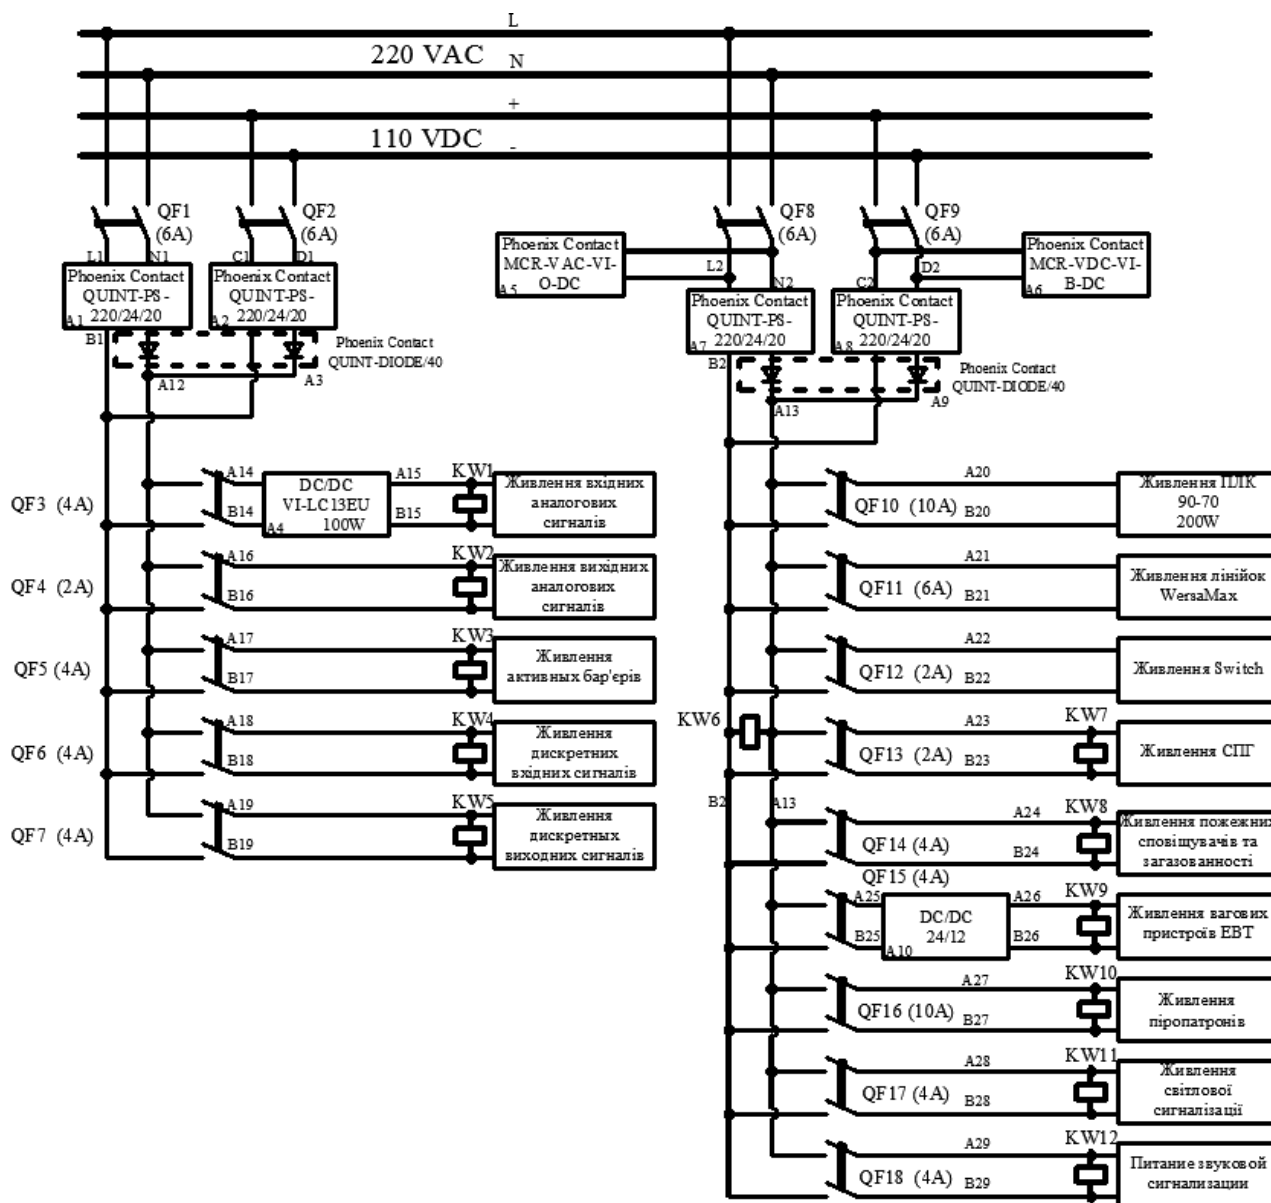 L
220 VAC
N
+
110 VDC
-
QF1
(6A)
QF2
(6A)
QF8
(6A)
QF9
(6A)
L1
N1
C1
D1
Phoenix Contact
QUINT-PS-
220/24/20
A1
Phoenix Contact
QUINT-PS-
220/24/20
A2
B1
Phoenix Contact
QUINT-DIODE/40
A12
A3
Phoenix Contact
MCR-VAC-VI-
O-DC
A5
L2
N2
C2
D2
Phoenix Contact
MCR-VDC-VI-
B-DC
A6
Phoenix Contact
QUINT-PS-
220/24/20
A7
Phoenix Contact
QUINT-PS-
220/24/20
A8
B2
Phoenix Contact
QUINT-DIODE/40
A13
A9
QF3 (4A)
A14
B14
DC/DC
VI-LC13EU
100W
A4
A15
B15
KW1
Живлення вхідних
аналогових
сигналів
QF4 (2A)
A16
B16
KW2
Живлення вихідних
аналогових
сигналів
QF5 (4A)
A17
B17
KW3
Живлення
активных бар'єрів
QF6 (4A)
A18
B18
KW4
Живлення
дискретних
вхідних сигналів
QF7 (4A)
A19
B19
KW5
Живлення
дискретных
виходних сигналів
QF10 (10A)
A20
B20
Живлення ПЛК
90-70
200W
QF11 (6A)
A21
B21
Живлення лінійок
WersaMax
QF12 (2A)
A22
B22
Живлення Switch
KW6
QF13 (2A)
A23
B23
KW7
Живлення СПГ
B2
A13
QF14 (4A)
A24
B24
KW8
Живлення пожежних
сповіщувачів та
загазованності
QF15 (4A)
A25
B25
DC/DC
24/12
A10
A26
B26
KW9
Живлення вагових
пристроїв ЕВТ
QF16 (10A)
A27
B27
KW10
Живлення
піропатронів
QF17 (4A)
A28
B28
KW11
Живлення
світлової
сигналізації
QF18 (4A)
A29
B29
KW12
Питание звуковой
сигнализации